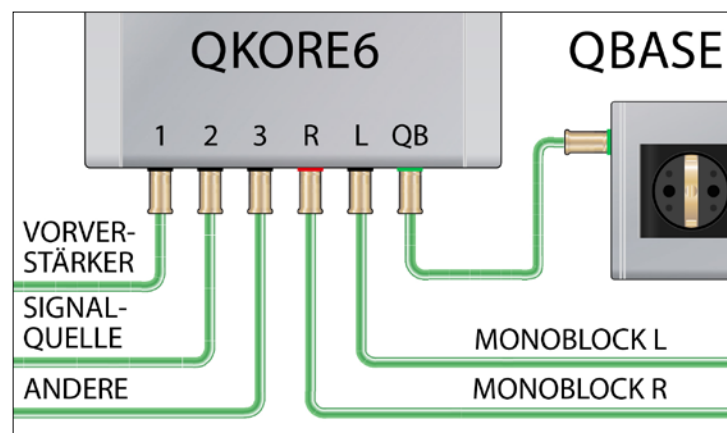 QKORE6
QBASE
1 2 3 R L QB
VORVER-
STÄRKER
SIGNAL-
QUELLE
ANDERE
MONOBLOCK L
MONOBLOCK R